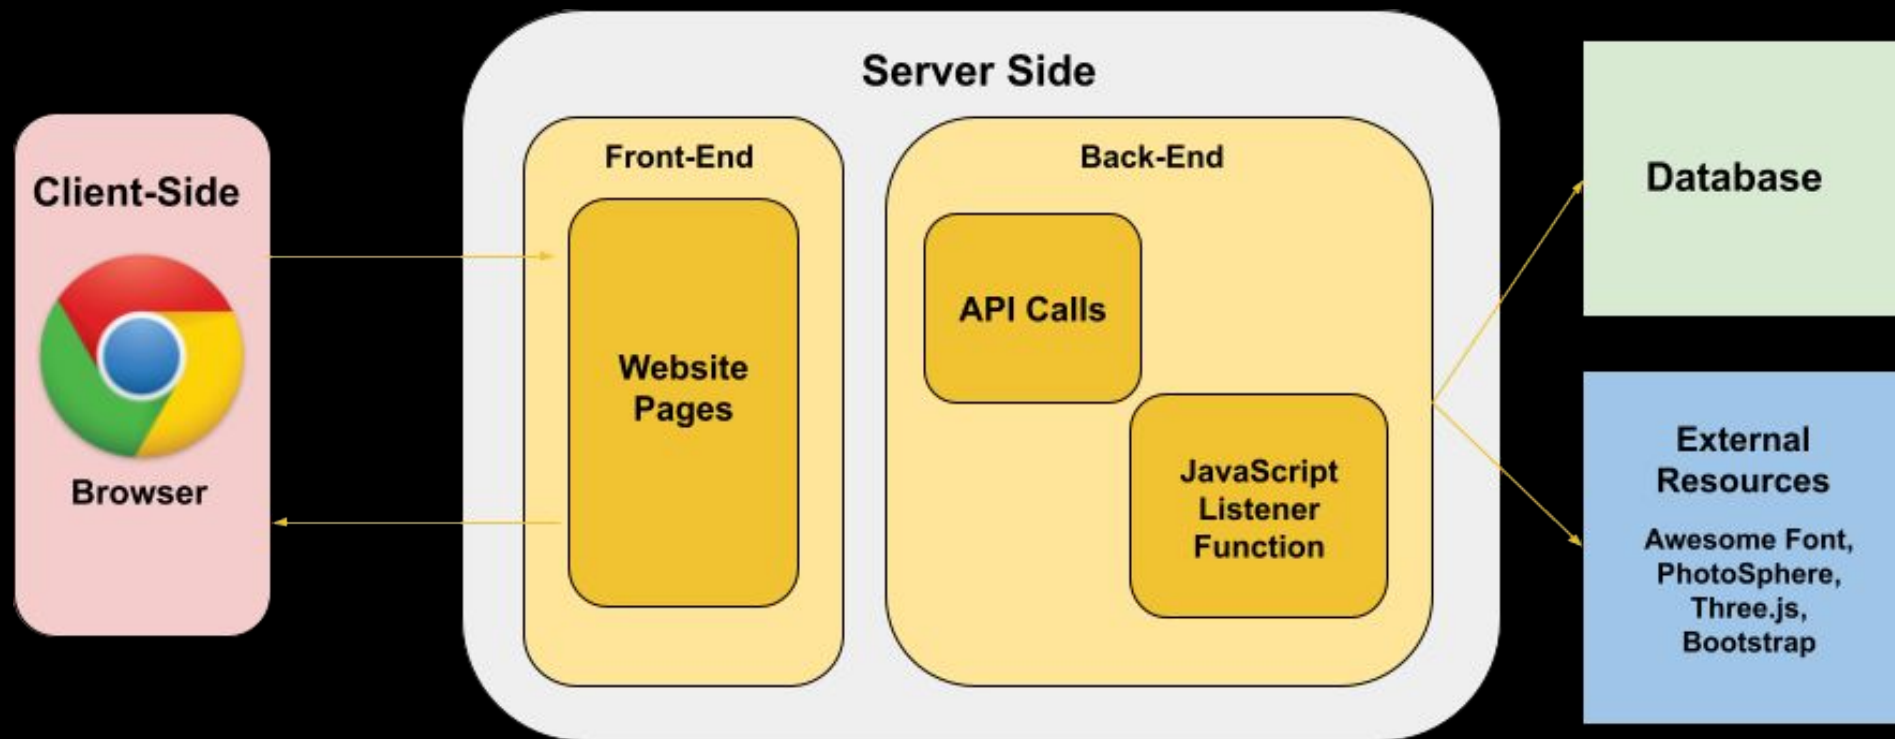 Client-Side
Browser
Server Side
Front-End
Website
Pages
Back-End
API Calls
JavaScript
Listener
Function
Database
External
Resources
Awesome Font,
PhotoSphere,
Three.js,
Bootstrap